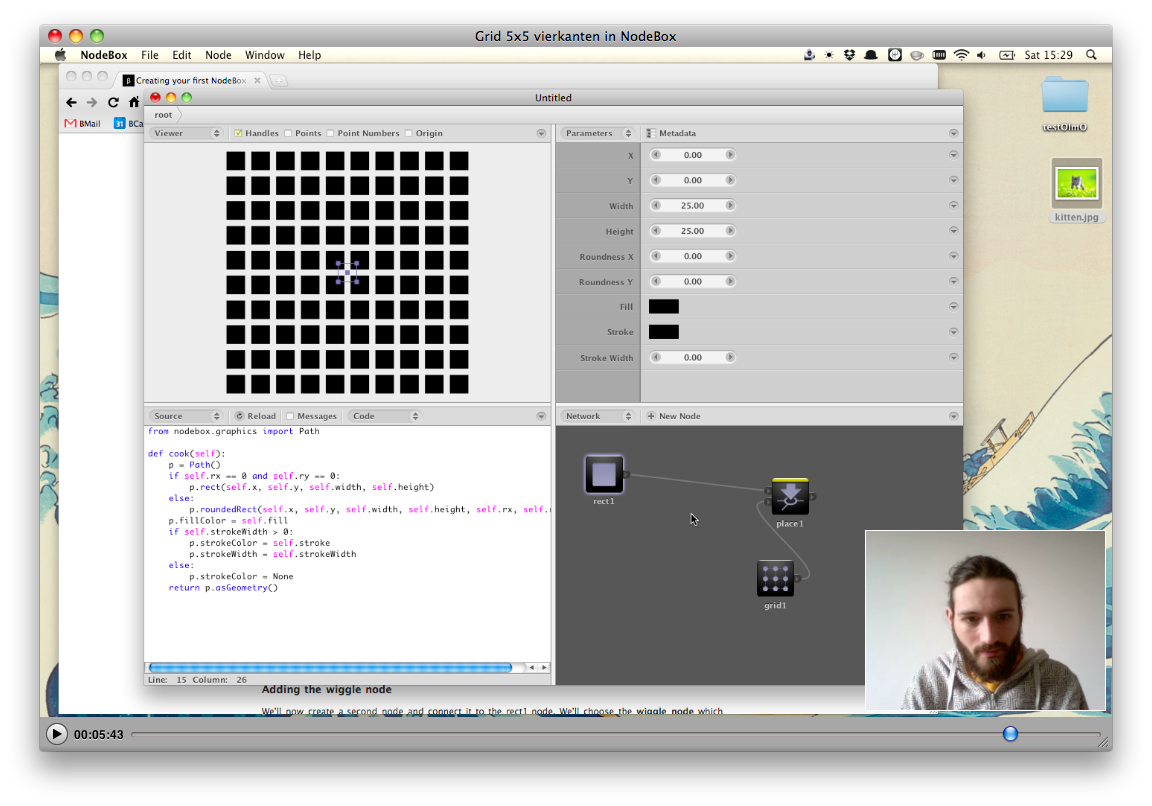 Grid 5x5 vierkanten in NodeBox
NodeBox File Edit Node Window Help
Sat 15:29
Creating your first NodeBox
BMail
31
Untitled
root
Viewer Handles Points Point Numbers Origin
Parameters Metadata
X 0.00
Y 0.00
Width 25.00
Height 25.00
Roundness X 0.00
Roundness Y 0.00
Fill
Stroke
Stroke Width 0.00
kitten.jpg
Source Reload Messages Code
from nodebox.graphics import Path
def cook(self):
p = Path()
if self.rx == 0 and self.ry == 0:
p.rect(self.x, self.y, self.width, self.height)
else:
p.roundedRect(self.x, self.y, self.width, self.height, self.rx, self.
p.fillColor = self.fill
if self.strokeWidth > 0:
p.strokeColor = self.stroke
p.strokeWidth = self.strokeWidth
else:
p.strokeColor = None
return p.asGeometry()
Line: 15 Column: 26
Network New Node
rect1
place1
grid1
Adding the wiggle node
We'll now create a second node and connect it to the rect1 node. We'll choose the wiggle node which
00:05:43